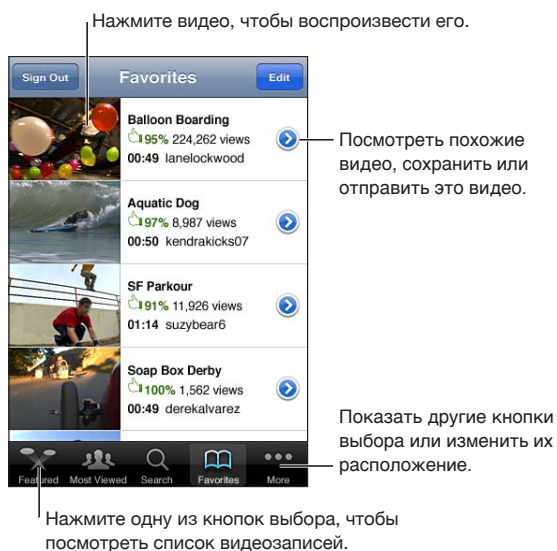 Нажмите видео, чтобы воспроизвести его.
Sign Out
Favorites
Edit
Balloon Boarding
95% 224,262 views
00:49 lanelockwood
Посмотреть похожие
видео, сохранить или
отправить это видео.
Aquatic Dog
97% 8,987 views
00:50 kendrakicks07
SF Parkour
91% 11,926 views
01:14 suzybear6
Soap Box Derby
100% 1,562 views
00:49 derekalvarez
Показать другие кнопки
выбора или изменить их
расположение.
Featured
Most Viewed
Search
Favorites
More
Нажмите одну из кнопок выбора, чтобы
посмотреть список видеозаписей.